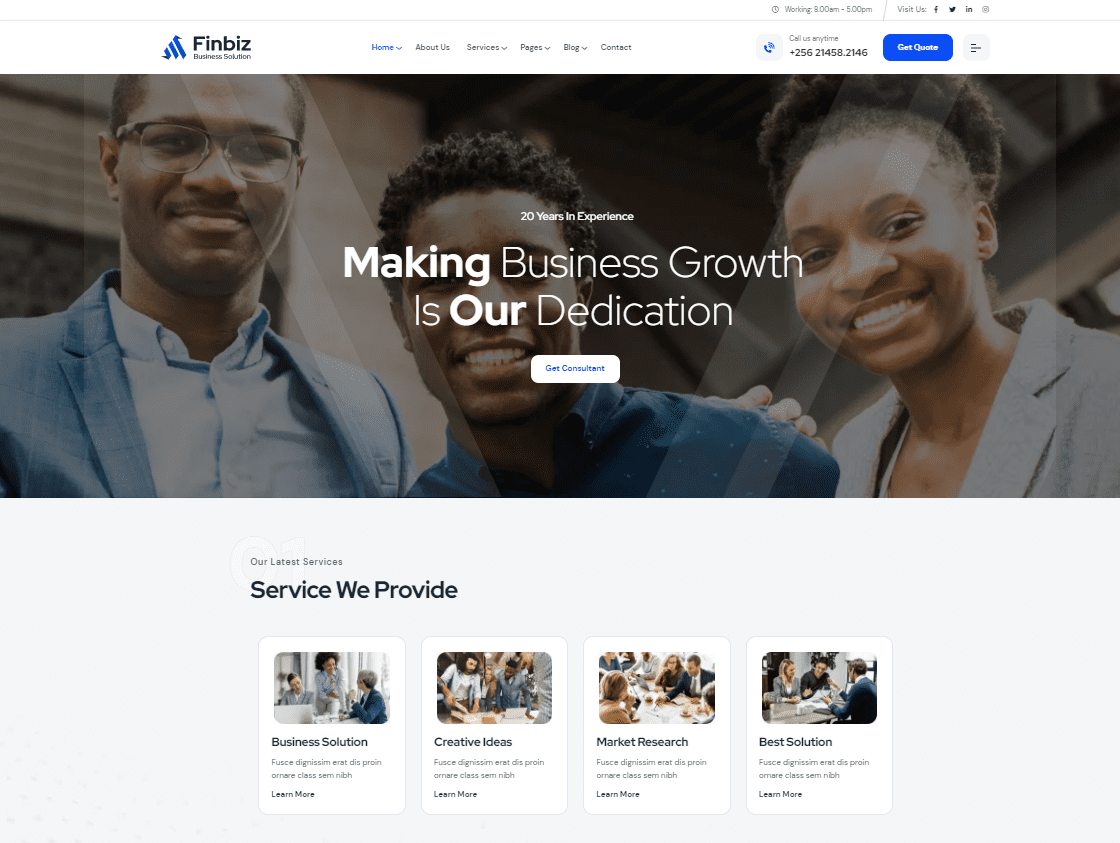 Working: 8.00am - 5.00pm
Visit Us:
Finbiz
Business Solution
Home
About Us
Services
Pages
Blog
Contact
Call us anytime
+256 21458.2146
Get Quote
20 Years In Experience
Making Business Growth
Is Our Dedication
Get Consultant
01
Our Latest Services
Service We Provide
Business Solution
Fusce dignissim erat dis proin
ornare class sem nibh
Learn More
Creative Ideas
Fusce dignissim erat dis proin
ornare class sem nibh
Learn More
Market Research
Fusce dignissim erat dis proin
ornare class sem nibh
Learn More
Best Solution
Fusce dignissim erat dis proin
ornare class sem nibh
Learn More